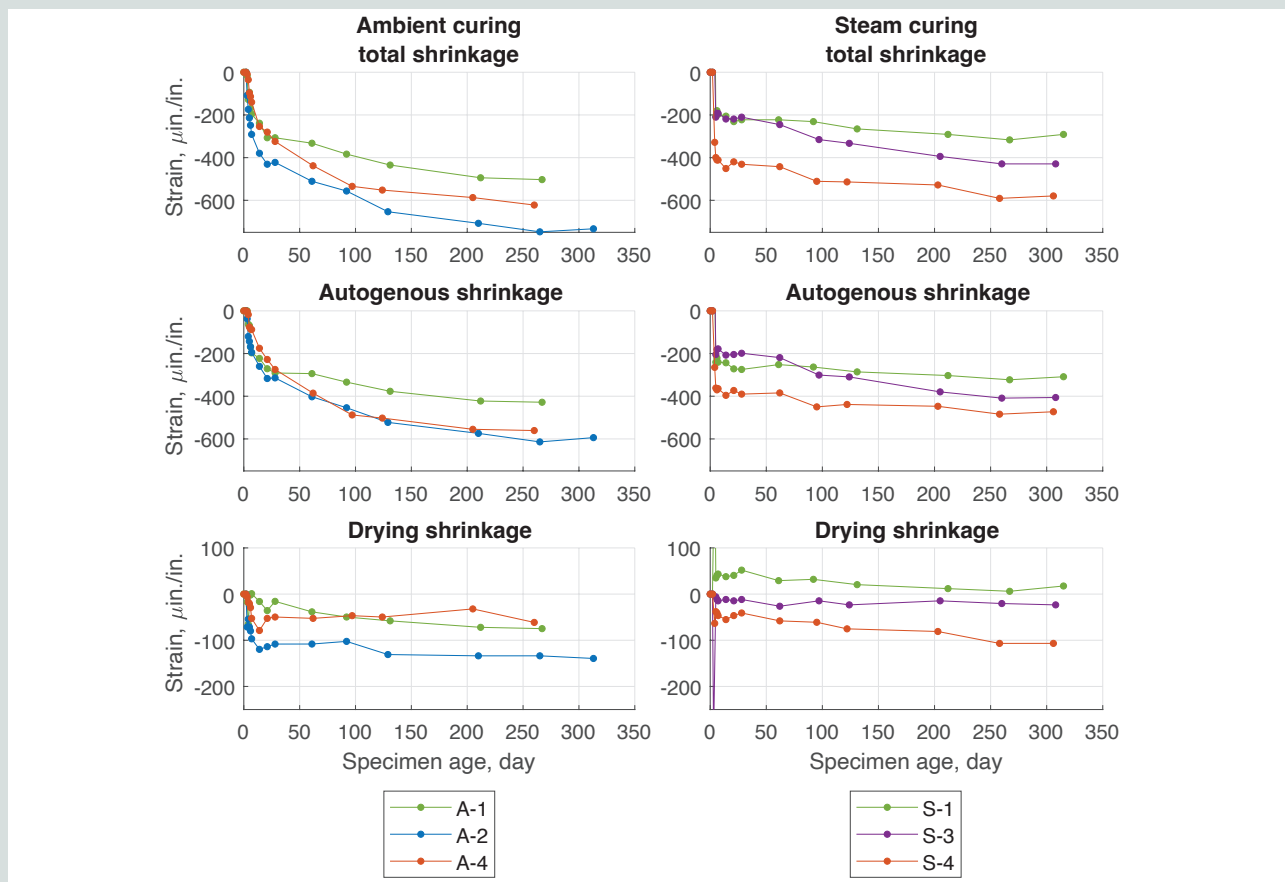 Ambient curing
total shrinkage
Steam curing
total shrinkage
0
-200
-400
-600
Strain, μin./in.
0 50 100 150 200 250 300 350
0
-200
-400
-600
0 50 100 150 200 250 300 350
Autogenous shrinkage
Autogenous shrinkage
0
-200
-400
-600
Strain, μin./in.
0 50 100 150 200 250 300 350
0
-200
-400
-600
0 50 100 150 200 250 300 350
Drying shrinkage
Drying shrinkage
100
0
-100
-200
Strain, μin./in.
0 50 100 150 200 250 300 350
Specimen age, day
100
0
-100
-200
0 50 100 150 200 250 300 350
Specimen age, day
A-1
A-2
A-4
S-1
S-3
S-4